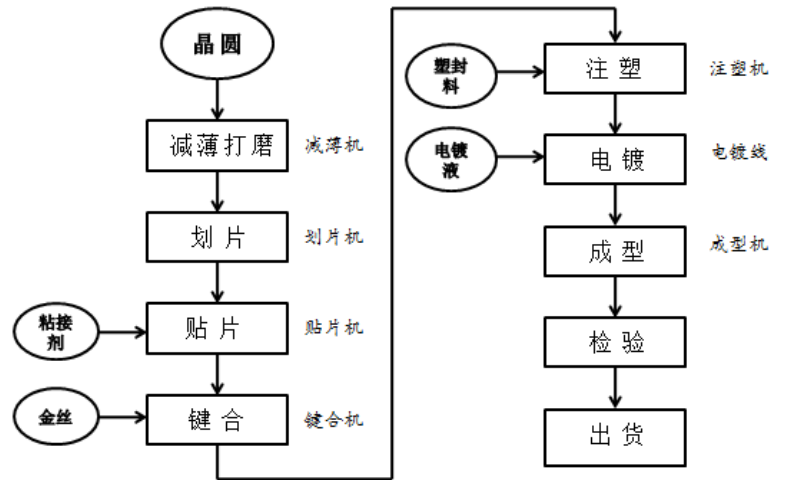 晶圆
减薄打磨
减薄机
划片
划片机
粘接
剂
贴片
贴片机
金丝
键合
键合机
塑封
料
注塑
注塑机
电镀
液
电镀
电镀线
成型
成型机
检验
出货